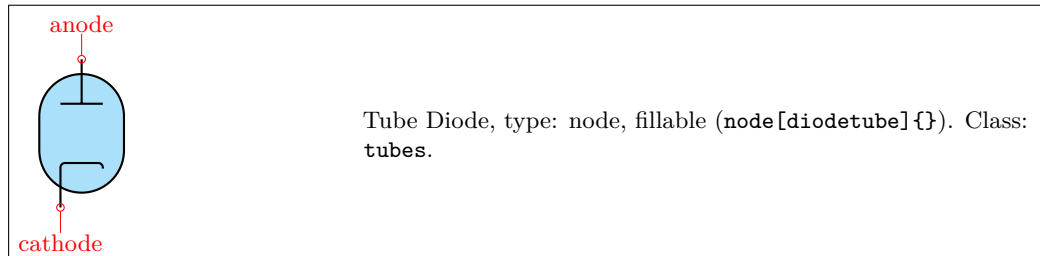 anode
Tube Diode, type: node, fillable (node[diodetube]{}). Class:
tubes.
cathode